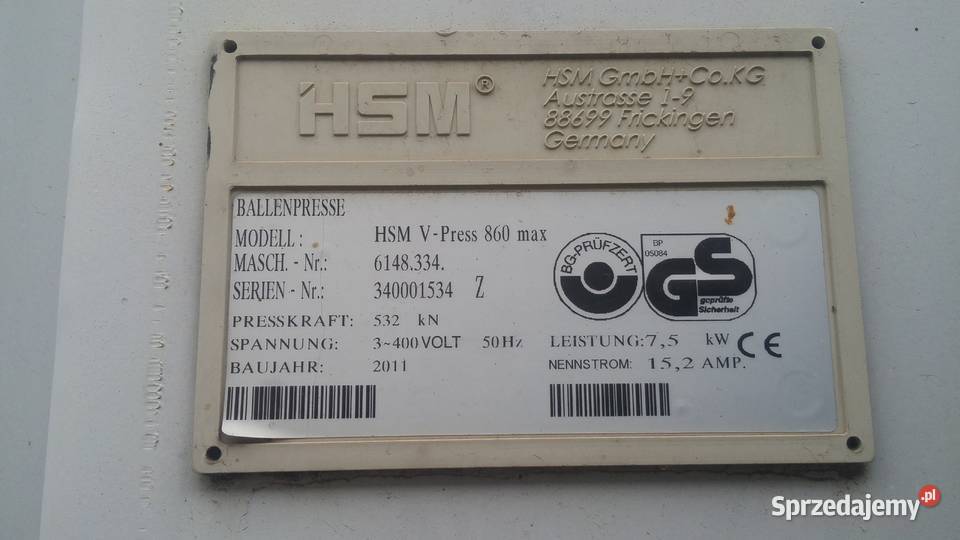 HSM®
HSM GmbH+Co.KG
Austrasse 1-9
88699 Frickingen
Germany
BALLENPRESSE
MODELL: HSM V-Press 860 max
MASCH. - Nr.: 6148.334.
SERIEN - Nr.: 340001534 Z
BG-PRÜFZERT
BP
05084
GS
geprüfte
Sicherheit
PRESSKRAFT: 532 kN
SPANNUNG: 3~400 VOLT 50 Hz LEISTUNG: 7,5 kW CE
BAUJAHR: 2011 NENNSTROM: 15,2 AMP.
Sprzedajemy.pl